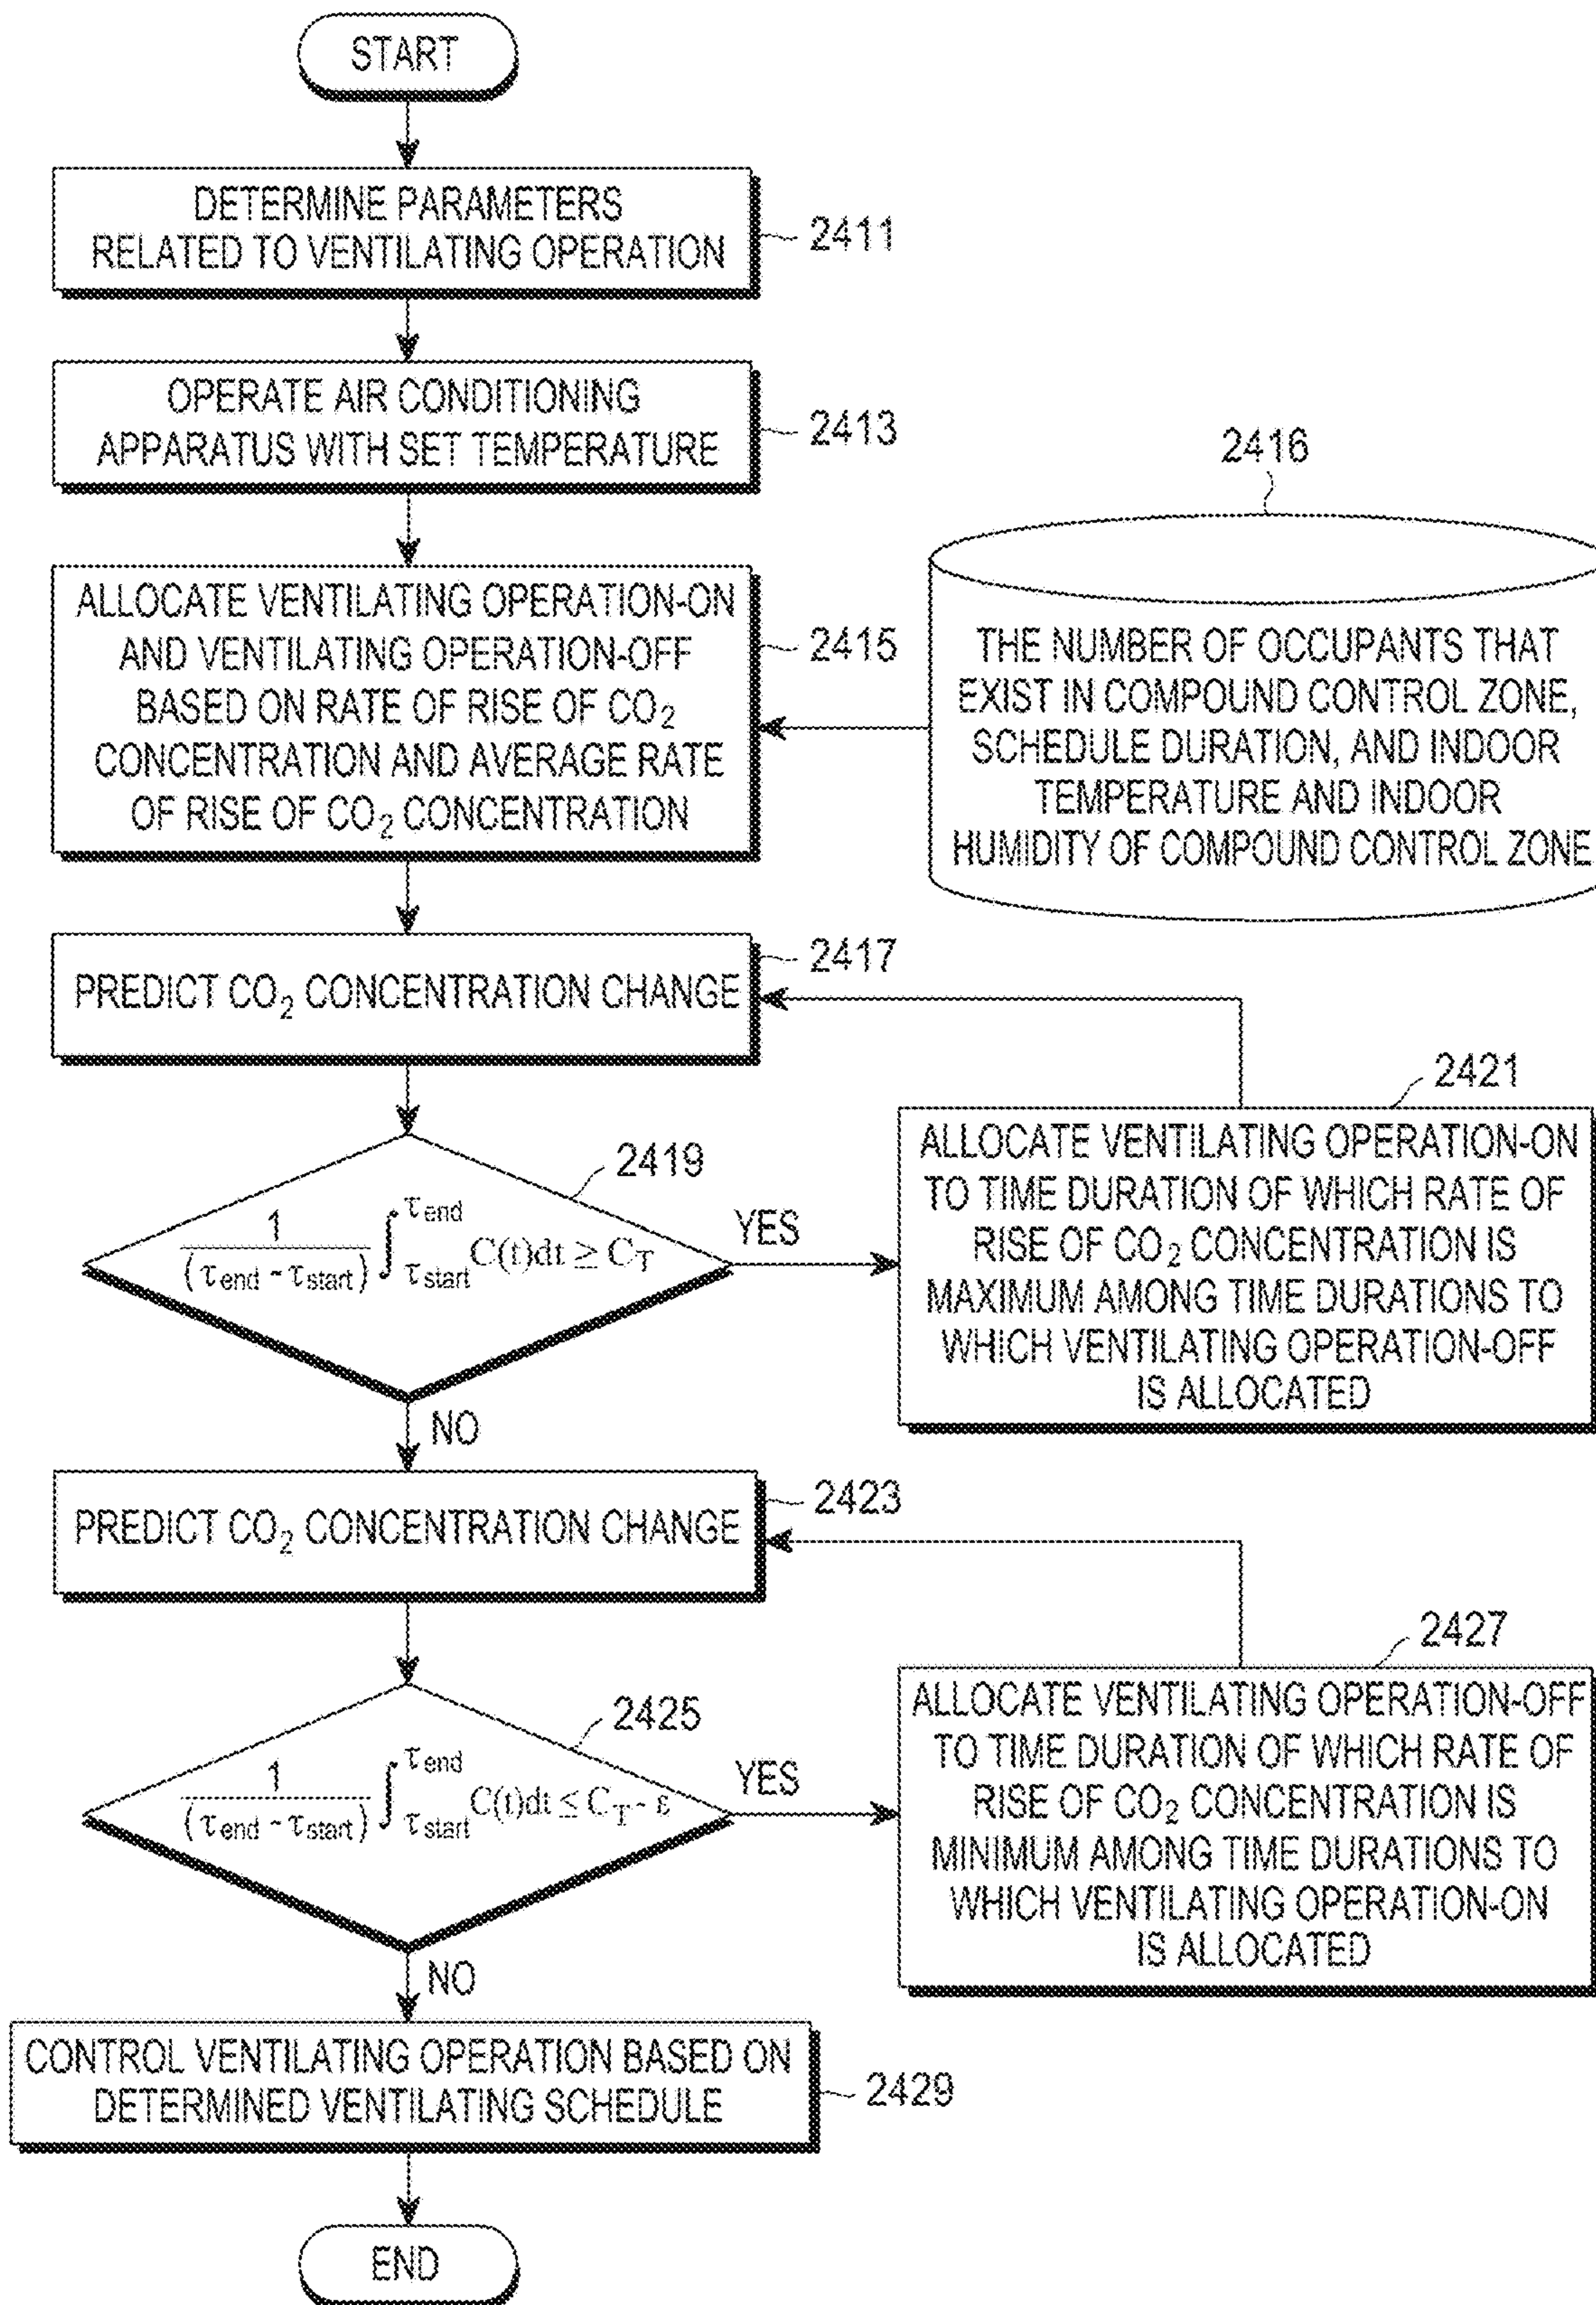 START
DETERMINE PARAMETERS
RELATED TO VENTILATING OPERATION
2411
OPERATE AIR CONDITIONING
APPARATUS WITH SET TEMPERATURE
2413
ALLOCATE VENTILATING OPERATION-ON
AND VENTILATING OPERATION-OFF
BASED ON RATE OF RISE OF CO₂
CONCENTRATION AND AVERAGE RATE
OF RISE OF CO₂ CONCENTRATION
2415
2416
THE NUMBER OF OCCUPANTS THAT
EXIST IN COMPOUND CONTROL ZONE,
SCHEDULE DURATION, AND INDOOR
TEMPERATURE AND INDOOR
HUMIDITY OF COMPOUND CONTROL ZONE
PREDICT CO₂ CONCENTRATION CHANGE
2417
2419
1/(τend - τstart) ∫τstart^τend C(t)dt ≥ C_T
YES
2421
ALLOCATE VENTILATING OPERATION-ON
TO TIME DURATION OF WHICH RATE OF
RISE OF CO₂ CONCENTRATION IS
MAXIMUM AMONG TIME DURATIONS TO
WHICH VENTILATING OPERATION-OFF
IS ALLOCATED
NO
PREDICT CO₂ CONCENTRATION CHANGE
2423
2425
1/(τend - τstart) ∫τstart^τend C(t)dt ≤ C_T - ε
YES
2427
ALLOCATE VENTILATING OPERATION-OFF
TO TIME DURATION OF WHICH RATE OF
RISE OF CO₂ CONCENTRATION IS
MINIMUM AMONG TIME DURATIONS TO
WHICH VENTILATING OPERATION-ON
IS ALLOCATED
NO
CONTROL VENTILATING OPERATION BASED ON
DETERMINED VENTILATING SCHEDULE
2429
END